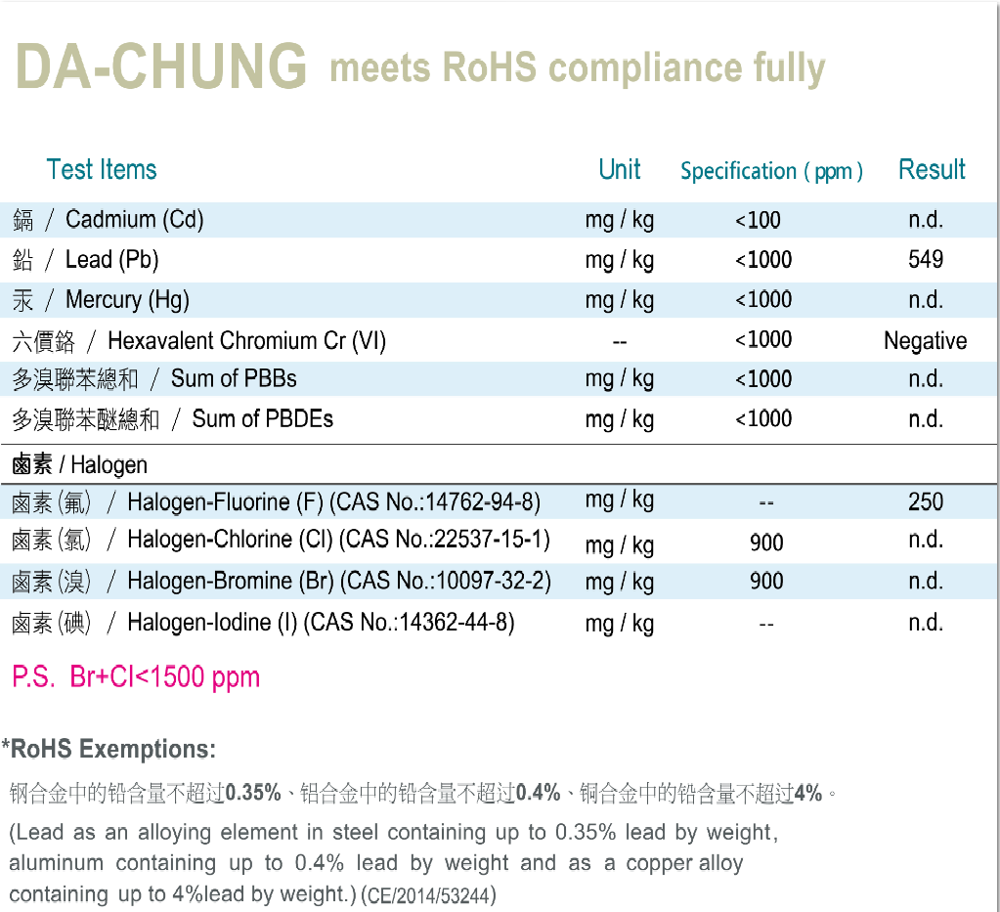 DA-CHUNG meets RoHS compliance fully
Test Items Unit Specification ( ppm ) Result
鎘 / Cadmium (Cd) mg / kg <100 n.d.
鉛 / Lead (Pb) mg / kg <1000 549
汞 / Mercury (Hg) mg / kg <1000 n.d.
六價鉻 / Hexavalent Chromium Cr (VI) -- <1000 Negative
多溴聯苯總和 / Sum of PBBs mg / kg <1000 n.d.
多溴聯苯醚總和 / Sum of PBDEs mg / kg <1000 n.d.
鹵素 / Halogen
鹵素(氟) / Halogen-Fluorine (F) (CAS No.:14762-94-8) mg / kg -- 250
鹵素(氯) / Halogen-Chlorine (Cl) (CAS No.:22537-15-1) mg / kg 900 n.d.
鹵素(溴) / Halogen-Bromine (Br) (CAS No.:10097-32-2) mg / kg 900 n.d.
鹵素(碘) / Halogen-Iodine (I) (CAS No.:14362-44-8) mg / kg -- n.d.
P.S. Br+Cl<1500 ppm
*RoHS Exemptions:
钢合金中的铅含量不超过0.35%、铝合金中的铅含量不超过0.4%、铜合金中的铅含量不超过4%。
(Lead as an alloying element in steel containing up to 0.35% lead by weight,
aluminum containing up to 0.4% lead by weight and as a copper alloy
containing up to 4%lead by weight.) (CE/2014/53244)